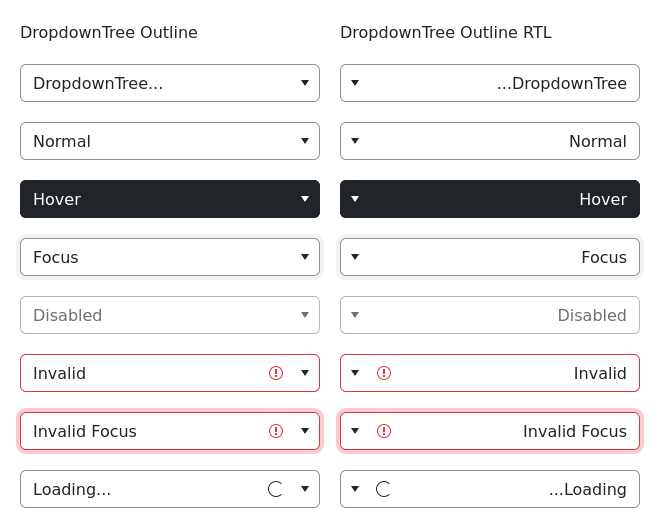 DropdownTree Outline
DropdownTree...
Normal
Hover
Focus
Disabled
Invalid
Invalid Focus
Loading...
DropdownTree Outline RTL
...DropdownTree
Normal
Hover
Focus
Disabled
Invalid
Invalid Focus
...Loading